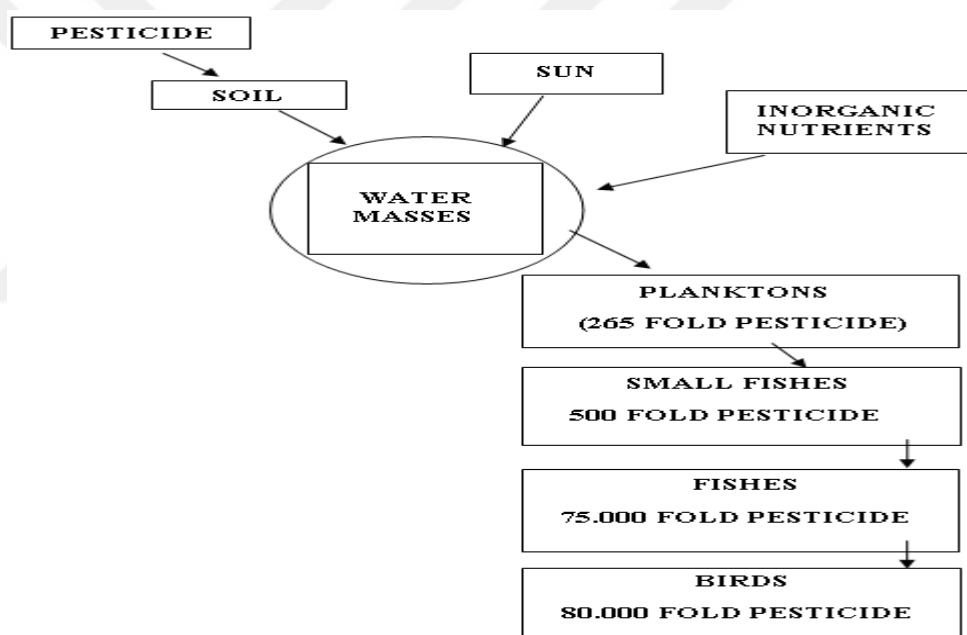 PESTICIDE
SOIL
SUN
INORGANIC
NUTRIENTS
WATER
MASSES
PLANKTONS
(265 FOLD PESTICIDE)
SMALL FISHES
500 FOLD PESTICIDE
FISHES
75.000 FOLD PESTICIDE
BIRDS
80.000 FOLD PESTICIDE